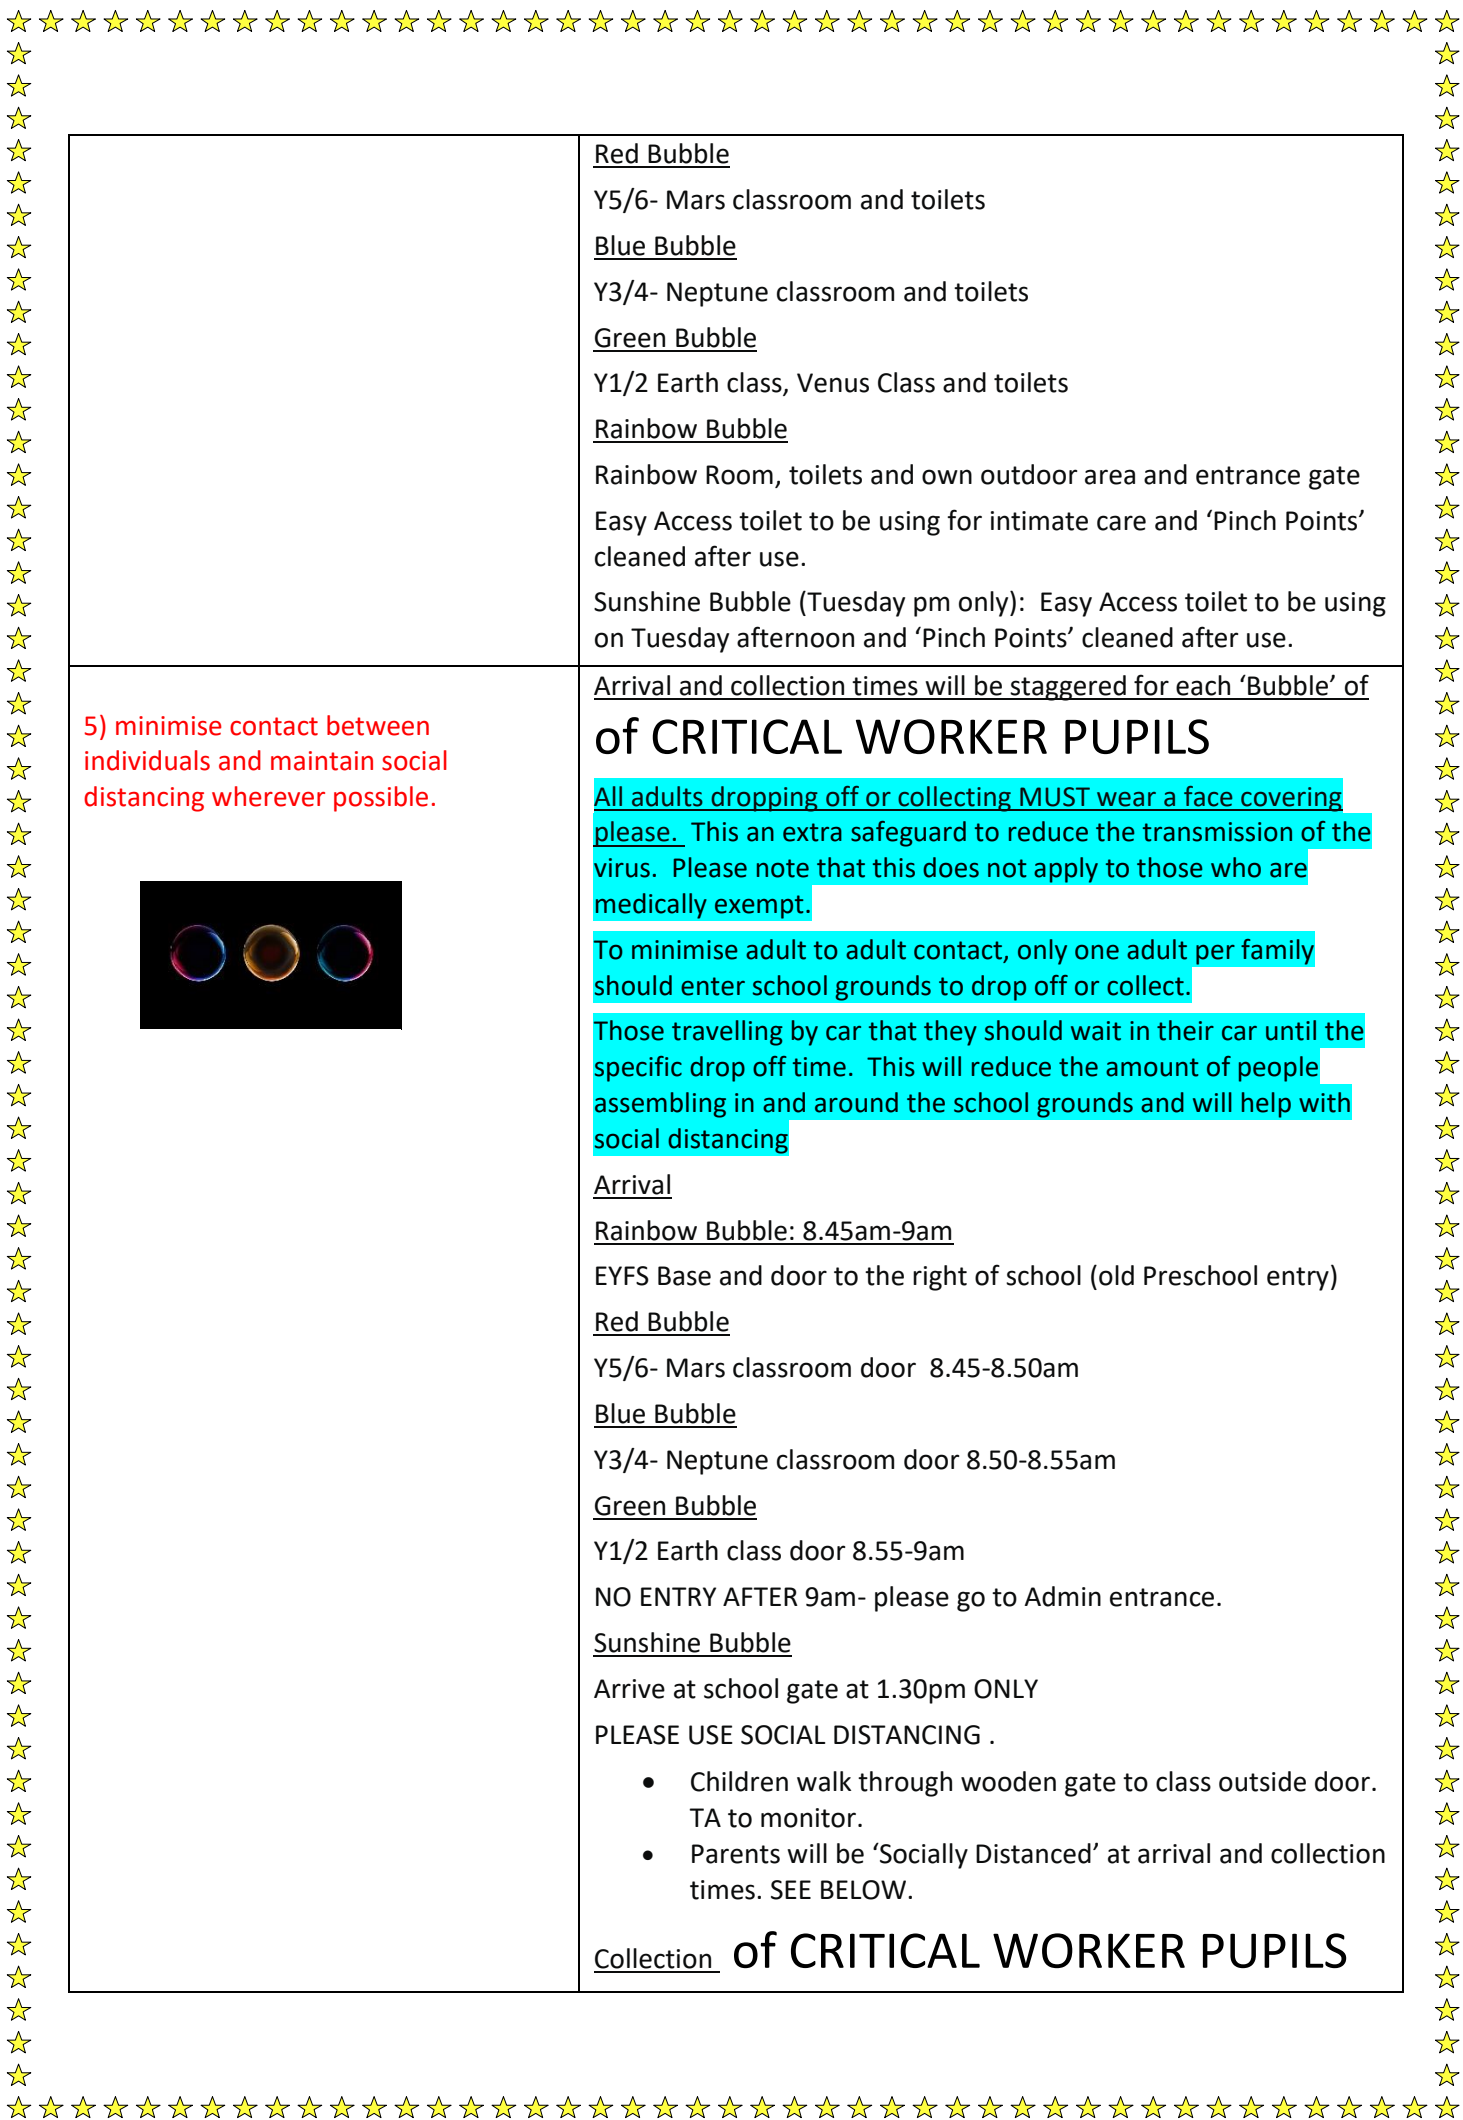 Red Bubble
Y5/6- Mars classroom and toilets
Blue Bubble
Y3/4- Neptune classroom and toilets
Green Bubble
Y1/2 Earth class, Venus Class and toilets
Rainbow Bubble
Rainbow Room, toilets and own outdoor area and entrance gate
Easy Access toilet to be using for intimate care and ‘Pinch Points’
cleaned after use.
Sunshine Bubble (Tuesday pm only):  Easy Access toilet to be using
on Tuesday afternoon and ‘Pinch Points’ cleaned after use.
5) minimise contact between
individuals and maintain social
distancing wherever possible.
Arrival and collection times will be staggered for each ‘Bubble’ of
of CRITICAL WORKER PUPILS
All adults dropping off or collecting MUST wear a face covering
please.  This an extra safeguard to reduce the transmission of the
virus.  Please note that this does not apply to those who are
medically exempt.
To minimise adult to adult contact, only one adult per family
should enter school grounds to drop off or collect.
Those travelling by car that they should wait in their car until the
specific drop off time.  This will reduce the amount of people
assembling in and around the school grounds and will help with
social distancing
Arrival
Rainbow Bubble: 8.45am-9am
EYFS Base and door to the right of school (old Preschool entry)
Red Bubble
Y5/6- Mars classroom door  8.45-8.50am
Blue Bubble
Y3/4- Neptune classroom door 8.50-8.55am
Green Bubble
Y1/2 Earth class door 8.55-9am
NO ENTRY AFTER 9am- please go to Admin entrance.
Sunshine Bubble
Arrive at school gate at 1.30pm ONLY
PLEASE USE SOCIAL DISTANCING .
• Children walk through wooden gate to class outside door.
TA to monitor.
• Parents will be ‘Socially Distanced’ at arrival and collection
times. SEE BELOW.
Collection  of CRITICAL WORKER PUPILS